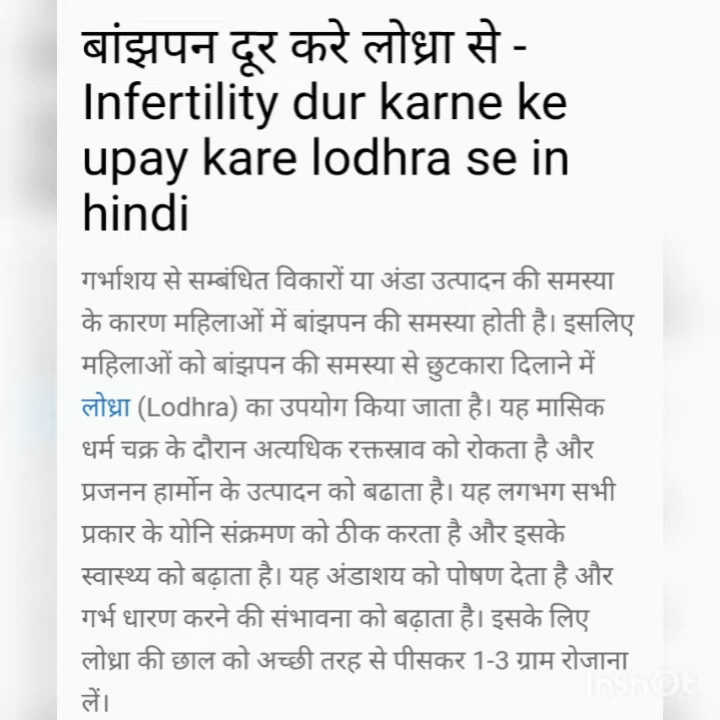 बांझपन दूर करे लोध्रा से -
Infertility dur karne ke
upay kare lodhra se in
hindi
गर्भाशय से सम्बंधित विकारों या अंडा उत्पादन की समस्या
के कारण महिलाओं में बांझपन की समस्या होती है। इसलिए
महिलाओं को बांझपन की समस्या से छुटकारा दिलाने में
लोध्रा (Lodhra) का उपयोग किया जाता है। यह मासिक
धर्म चक्र के दौरान अत्यधिक रक्तस्राव को रोकता है और
प्रजनन हार्मोन के उत्पादन को बढाता है। यह लगभग सभी
प्रकार के योनि संक्रमण को ठीक करता है और इसके
स्वास्थ्य को बढ़ाता है। यह अंडाशय को पोषण देता है और
गर्भ धारण करने की संभावना को बढ़ाता है। इसके लिए
लोध्रा की छाल को अच्छी तरह से पीसकर 1-3 ग्राम रोजाना
लें।
InShOt